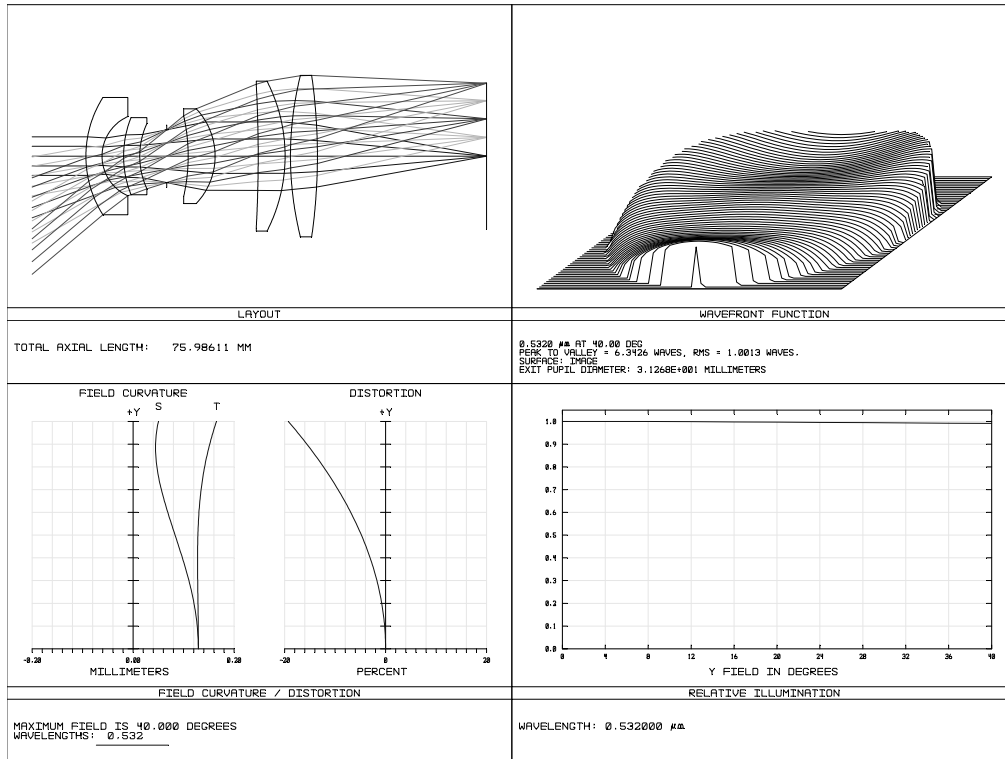 LAYOUT
TOTAL AXIAL LENGTH: 75.98611 MM
WAVEFRONT FUNCTION
0.5320 µm AT 40.00 DEG
PEAK TO VALLEY = 6.3426 WAVES, RMS = 1.0013 WAVES.
SURFACE: IMAGE
EXIT PUPIL DIAMETER: 3.1268E+001 MILLIMETERS
FIELD CURVATURE
+Y
S
T
-0.20
0.00
0.20
MILLIMETERS
DISTORTION
+Y
-20
0
20
PERCENT
FIELD CURVATURE / DISTORTION
MAXIMUM FIELD IS 40.000 DEGREES
WAVELENGTHS: 0.532
1.0
0.9
0.8
0.7
0.6
0.5
0.4
0.3
0.2
0.1
0.0
0
4
8
12
16
20
24
28
32
36
40
Y FIELD IN DEGREES
RELATIVE ILLUMINATION
WAVELENGTH: 0.532000 µm